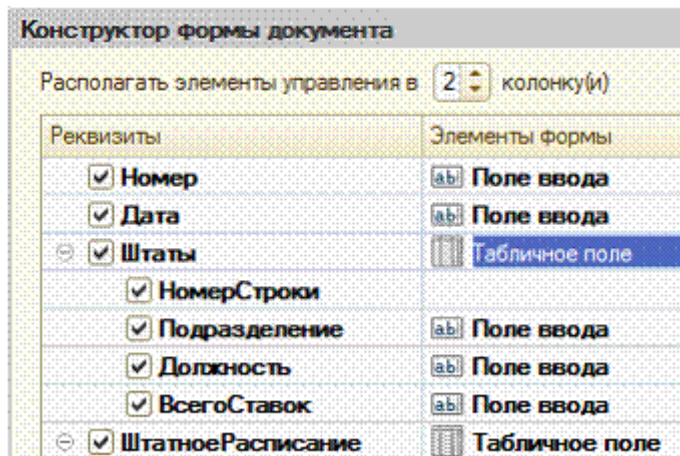 Конструктор формы документа
Располагать элементы управления в 2 колонку(и)
Реквизиты Элементы формы
Номер Поле ввода
Дата Поле ввода
Штаты Табличное поле
НомерСтроки
Подразделение Поле ввода
Должность Поле ввода
ВсегоСтавок Поле ввода
ШтатноеРасписание Табличное поле